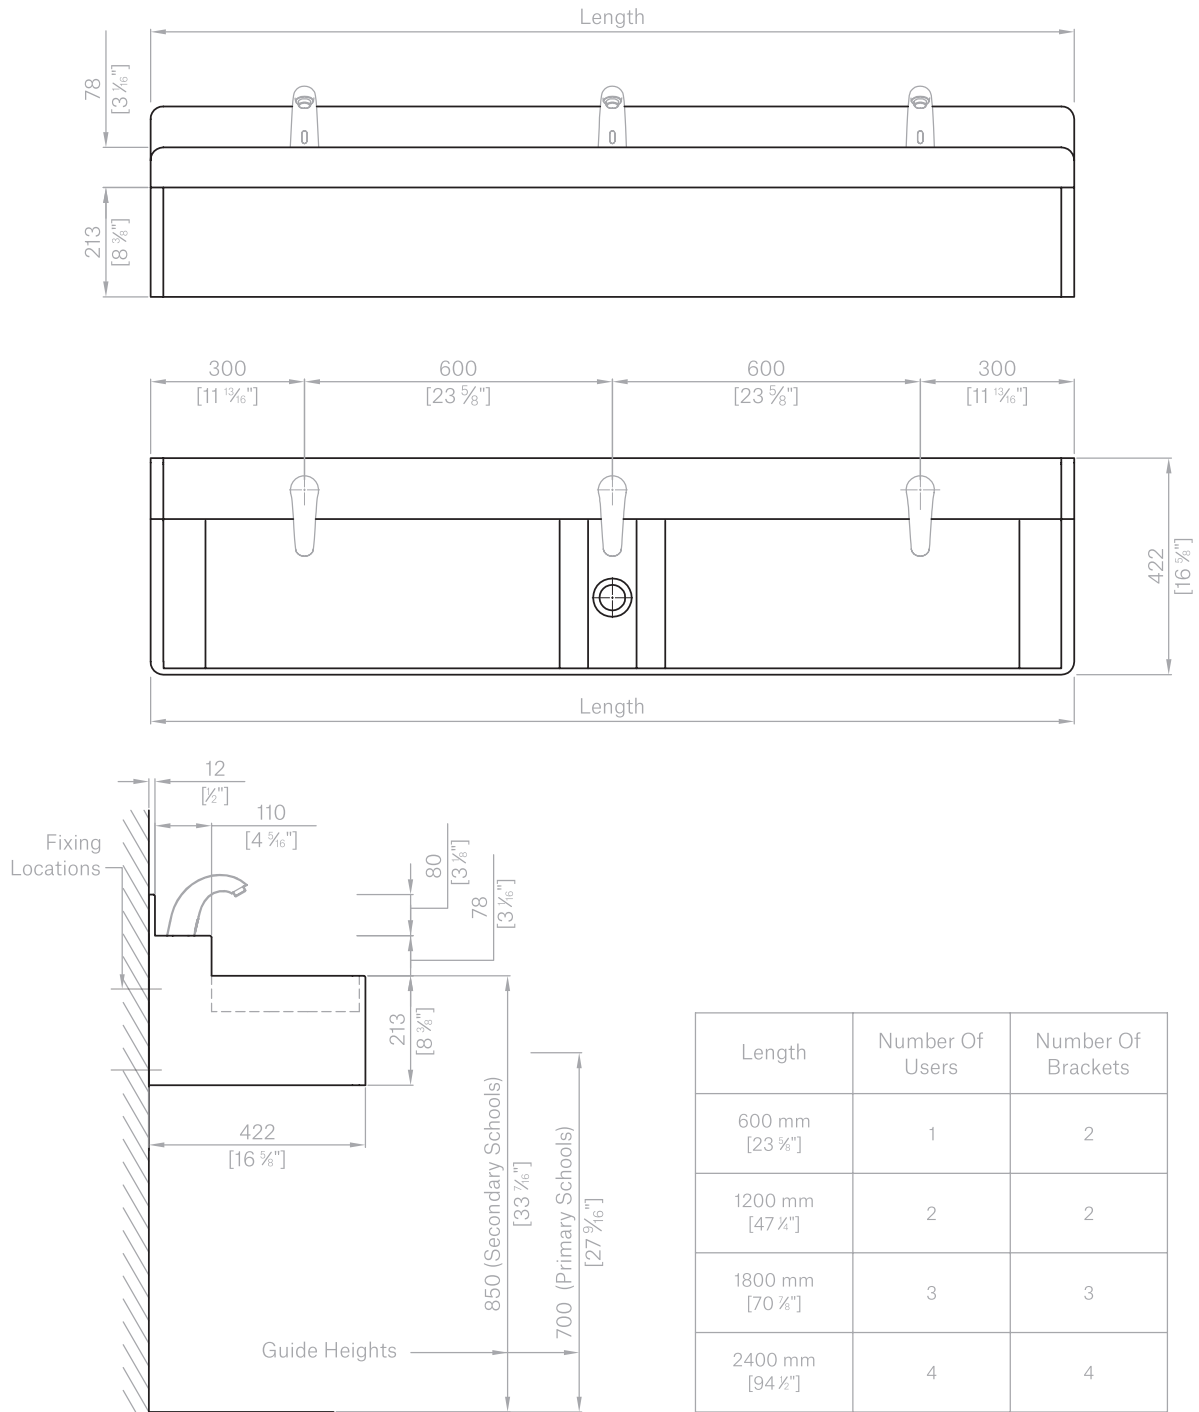 Length
78
[3 1/16"]
213
[8 3/8"]
300
[11 13/16"]
600
[23 5/8"]
600
[23 5/8"]
300
[11 13/16"]
422
[16 5/8"]
Length
12
[1/2"]
110
[4 5/16"]
Fixing
Locations
80
[3 1/8"]
78
[3 1/16"]
213
[8 3/8"]
422
[16 5/8"]
850 (Secondary Schools)
[33 7/16"]
700 (Primary Schools)
[27 9/16"]
Guide Heights
Length
Number Of
Users
Number Of
Brackets
600 mm
[23 5/8"]
1
2
1200 mm
[47 1/4"]
2
2
1800 mm
[70 7/8"]
3
3
2400 mm
[94 1/2"]
4
4